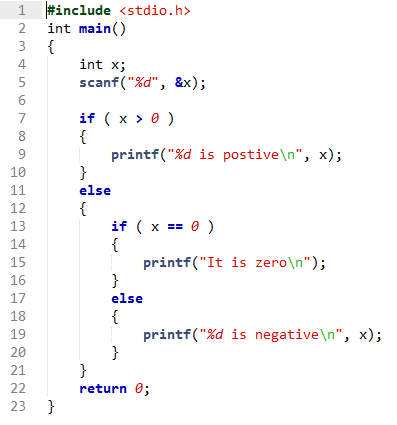 1 #include <stdio.h>
2 int main()
3 {
4     int x;
5     scanf("%d", &x);
6
7     if ( x > 0 )
8     {
9         printf("%d is postive\n", x);
10     }
11     else
12     {
13         if ( x == 0 )
14         {
15             printf("It is zero\n");
16         }
17         else
18         {
19             printf("%d is negative\n", x);
20         }
21     }
22     return 0;
23 }